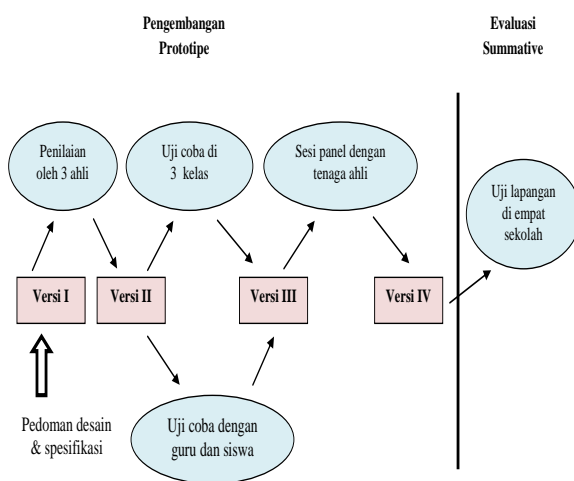 Pengembangan
Prototipe
Evaluasi
Summative
Penilaian
oleh 3 ahli
Uji coba di
3 kelas
Sesi panel dengan
tenaga ahli
Uji lapangan
di empat
sekolah
Versi I
Versi II
Versi III
Versi IV
Pedoman desain
& spesifikasi
Uji coba dengan
guru dan siswa